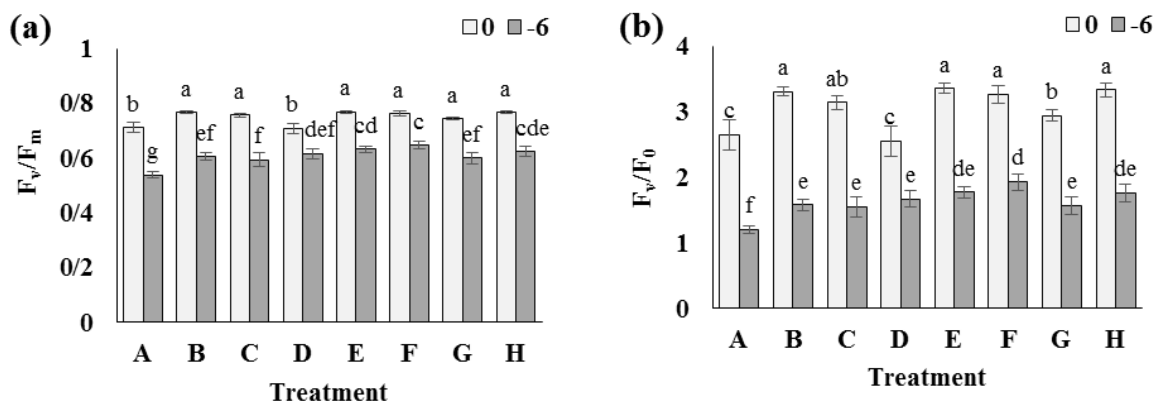 (a)
0 -6
1
0/8
0/6
0/4
0/2
0
Fv/Fm
b a a b a a a a
g ef f def cd c ef cde
A B C D E F G H
Treatment
(b)
0 -6
4
3
2
1
0
Fv/F0
c a ab c a a b a
f e e e de d e de
A B C D E F G H
Treatment